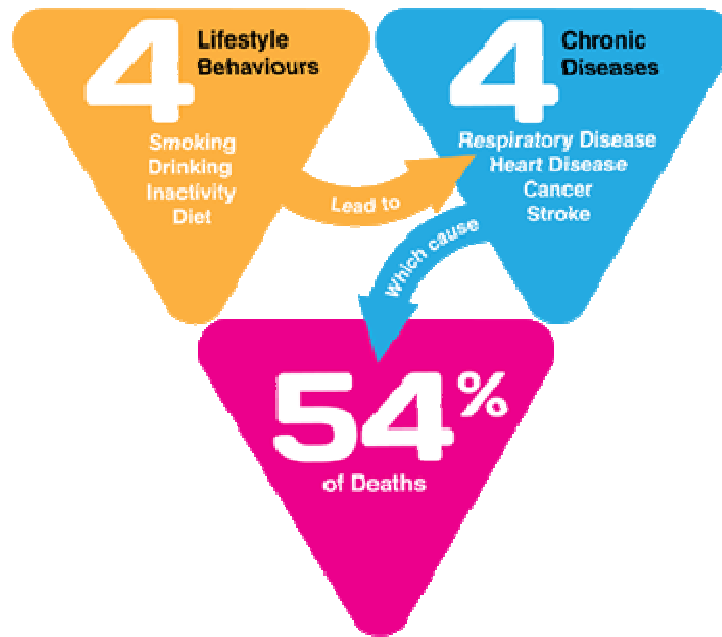 4 Lifestyle
Behaviours
Smoking
Drinking
Inactivity
Diet
Lead to
4 Chronic
Diseases
Respiratory Disease
Heart Disease
Cancer
Stroke
Which cause
54%
of Deaths